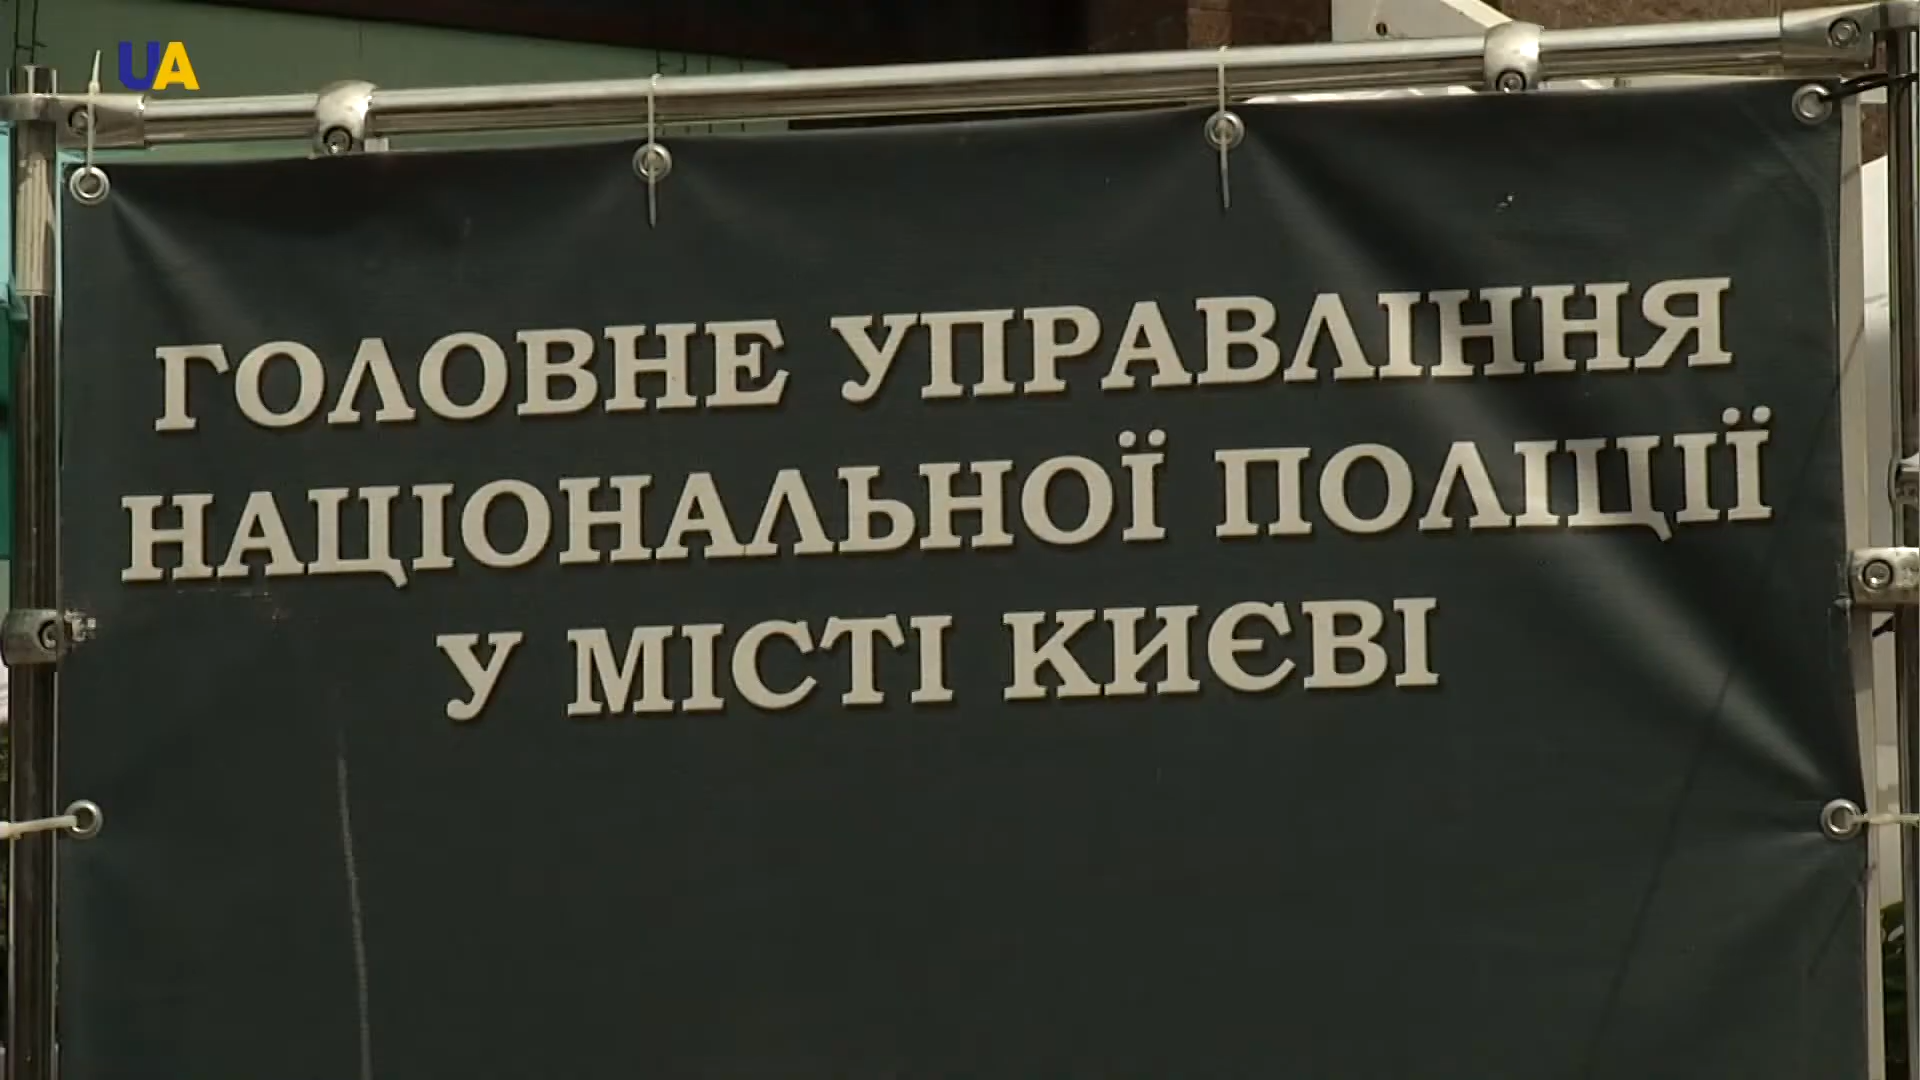 UA
ГОЛОВНЕ УПРАВЛІННЯ
НАЦІОНАЛЬНОЇ ПОЛІЦІЇ
У МІСТІ КИЄВІ